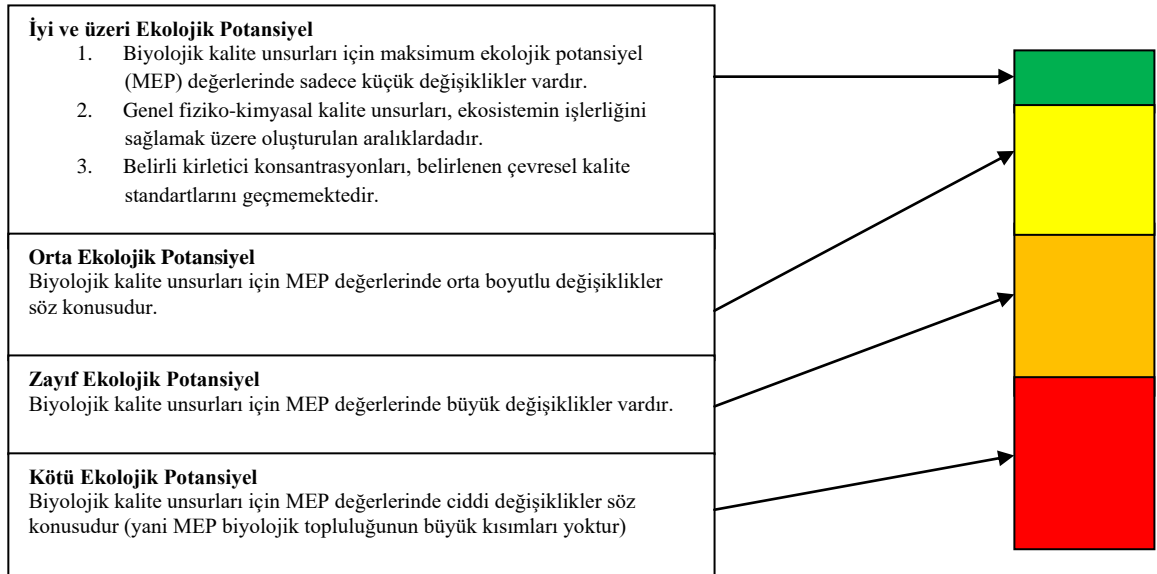 İyi ve üzeri Ekolojik Potansiyel
1. Biyolojik kalite unsurları için maksimum ekolojik potansiyel
(MEP) değerlerinde sadece küçük değişiklikler vardır.
2. Genel fiziko-kimyasal kalite unsurları, ekosistemin işlerliğini
sağlamak üzere oluşturulan aralıklardadır.
3. Belirli kirletici konsantrasyonları, belirlenen çevresel kalite
standartlarını geçmemektedir.
Orta Ekolojik Potansiyel
Biyolojik kalite unsurları için MEP değerlerinde orta boyutlu değişiklikler
söz konusudur.
Zayıf Ekolojik Potansiyel
Biyolojik kalite unsurları için MEP değerlerinde büyük değişiklikler vardır.
Kötü Ekolojik Potansiyel
Biyolojik kalite unsurları için MEP değerlerinde ciddi değişiklikler söz
konusudur (yani MEP biyolojik topluluğunun büyük kısımları yoktur)